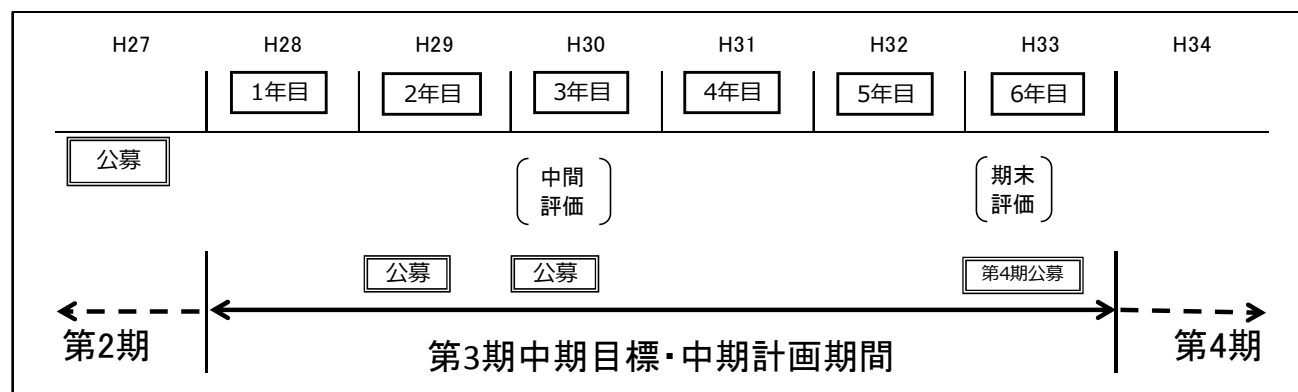 H27 H28 H29 H30 H31 H32 H33 H34
1年目 2年目 3年目 4年目 5年目 6年目
公募
中間 期末
評価 評価
公募 公募 第4期公募
第2期 第3期中期目標・中期計画期間 第4期